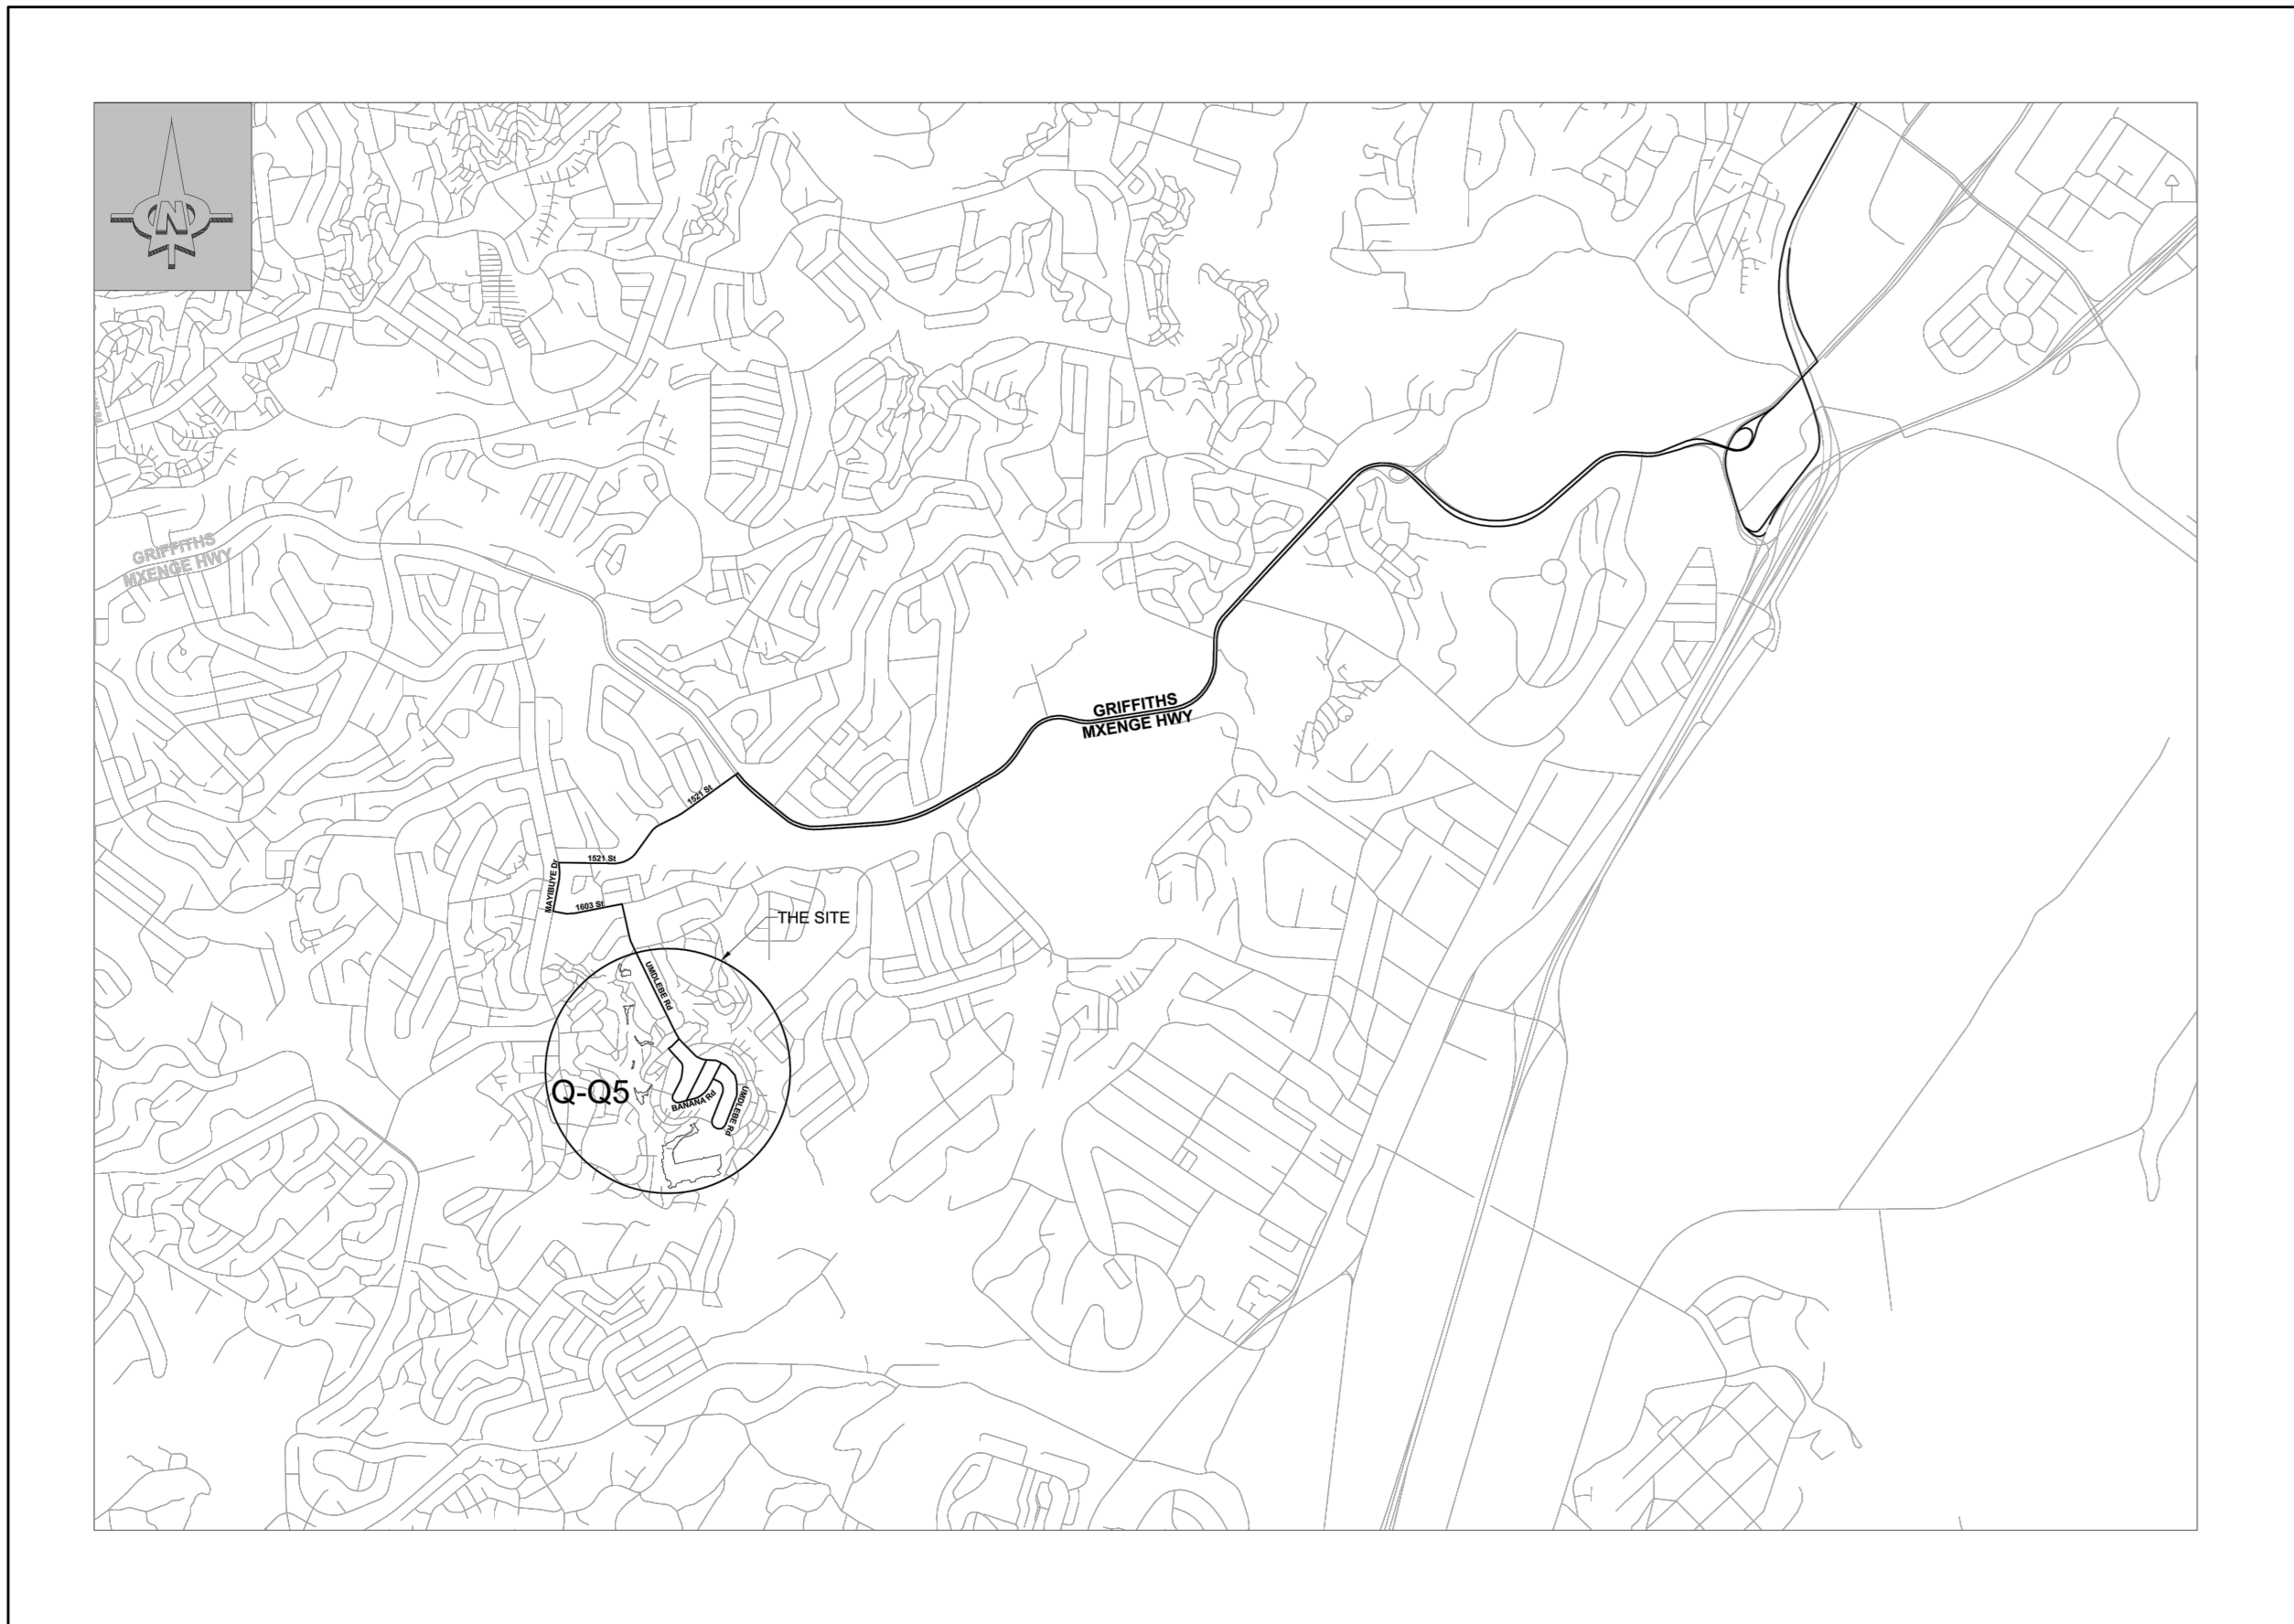 N
GRIFFITHS
MXENGE HWY
GRIFFITHS
MXENGE HWY
1521 St
1521 St
MAYIBUYE Dr
1603 St
THE SITE
UMDLEBE Rd
Q-Q5
BANANA Rd
UMDLEBE Rd